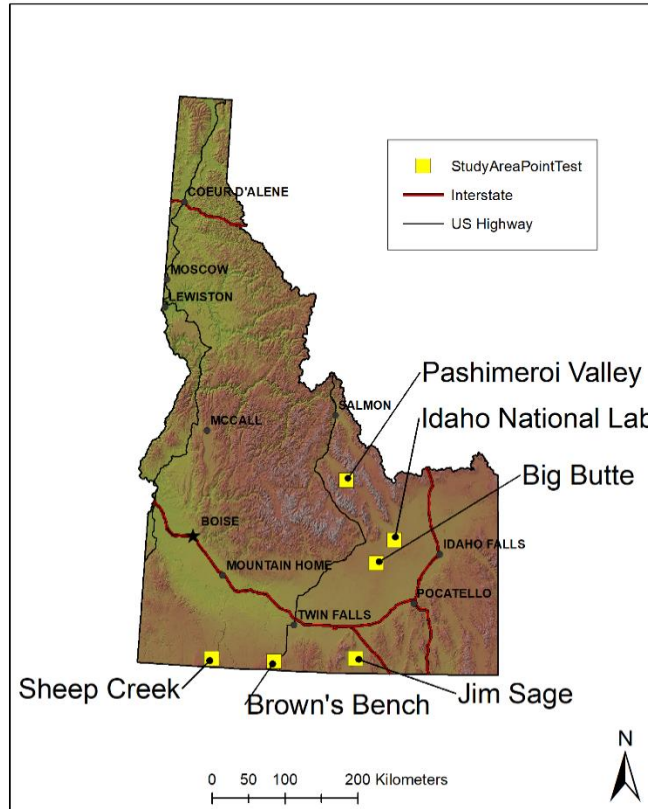 StudyAreaPointTest
Interstate
US Highway
COEUR D'ALENE
MOSCOW
LEWISTON
Pashimeroi Valley
SALMON
Idaho National Lab
MCCALL
Big Butte
BOISE
IDAHO FALLS
MOUNTAIN HOME
POCATELLO
TWIN FALLS
Sheep Creek
Brown's Bench
Jim Sage
N
0 50 100 200 Kilometers